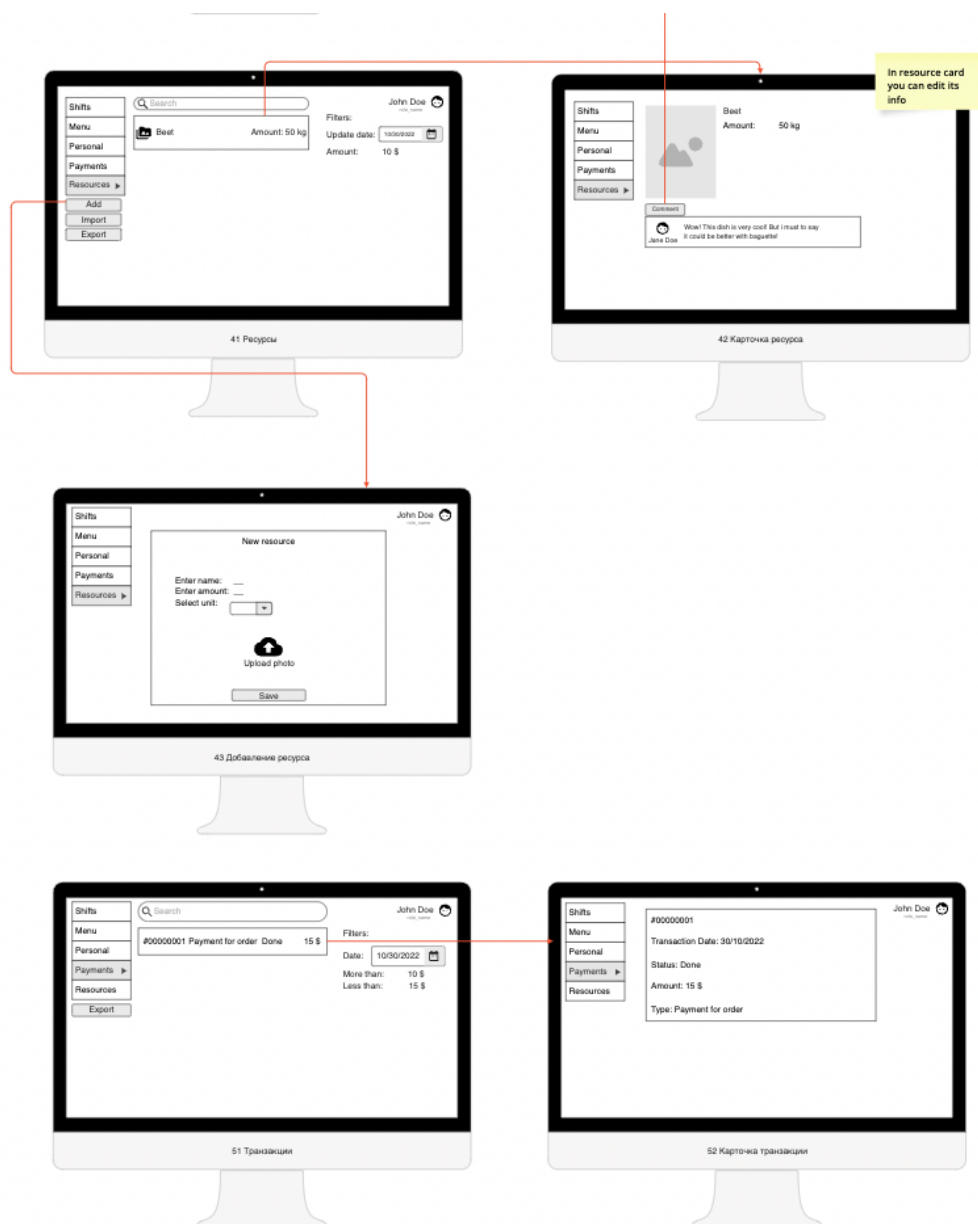 In resource card
you can edit its
info
Shifts
Menu
Personal
Payments
Resources
Add
Import
Export
Search
Beet
Amount: 50 kg
John Doe
role_name
Filters:
Update date:
10/30/2022
Amount: 10 $
41 Ресурсы
Shifts
Menu
Personal
Payments
Resources
Beet
Amount: 50 kg
Comment
Jane Doe
Wow! This dish is very cool! But i must to say
it could be better with baguette!
42 Карточка ресурса
Shifts
Menu
Personal
Payments
Resources
John Doe
role_name
New resource
Enter name: __
Enter amount: __
Select unit:
Upload photo
Save
43 Добавление ресурса
Shifts
Menu
Personal
Payments
Resources
Export
Search
#00000001 Payment for order Done 15 $
John Doe
role_name
Filters:
Date: 10/30/2022
More than: 10 $
Less than: 15 $
51 Транзакции
Shifts
Menu
Personal
Payments
Resources
#00000001
Transaction Date: 30/10/2022
Status: Done
Amount: 15 $
Type: Payment for order
John Doe
role_name
52 Карточка транзакции